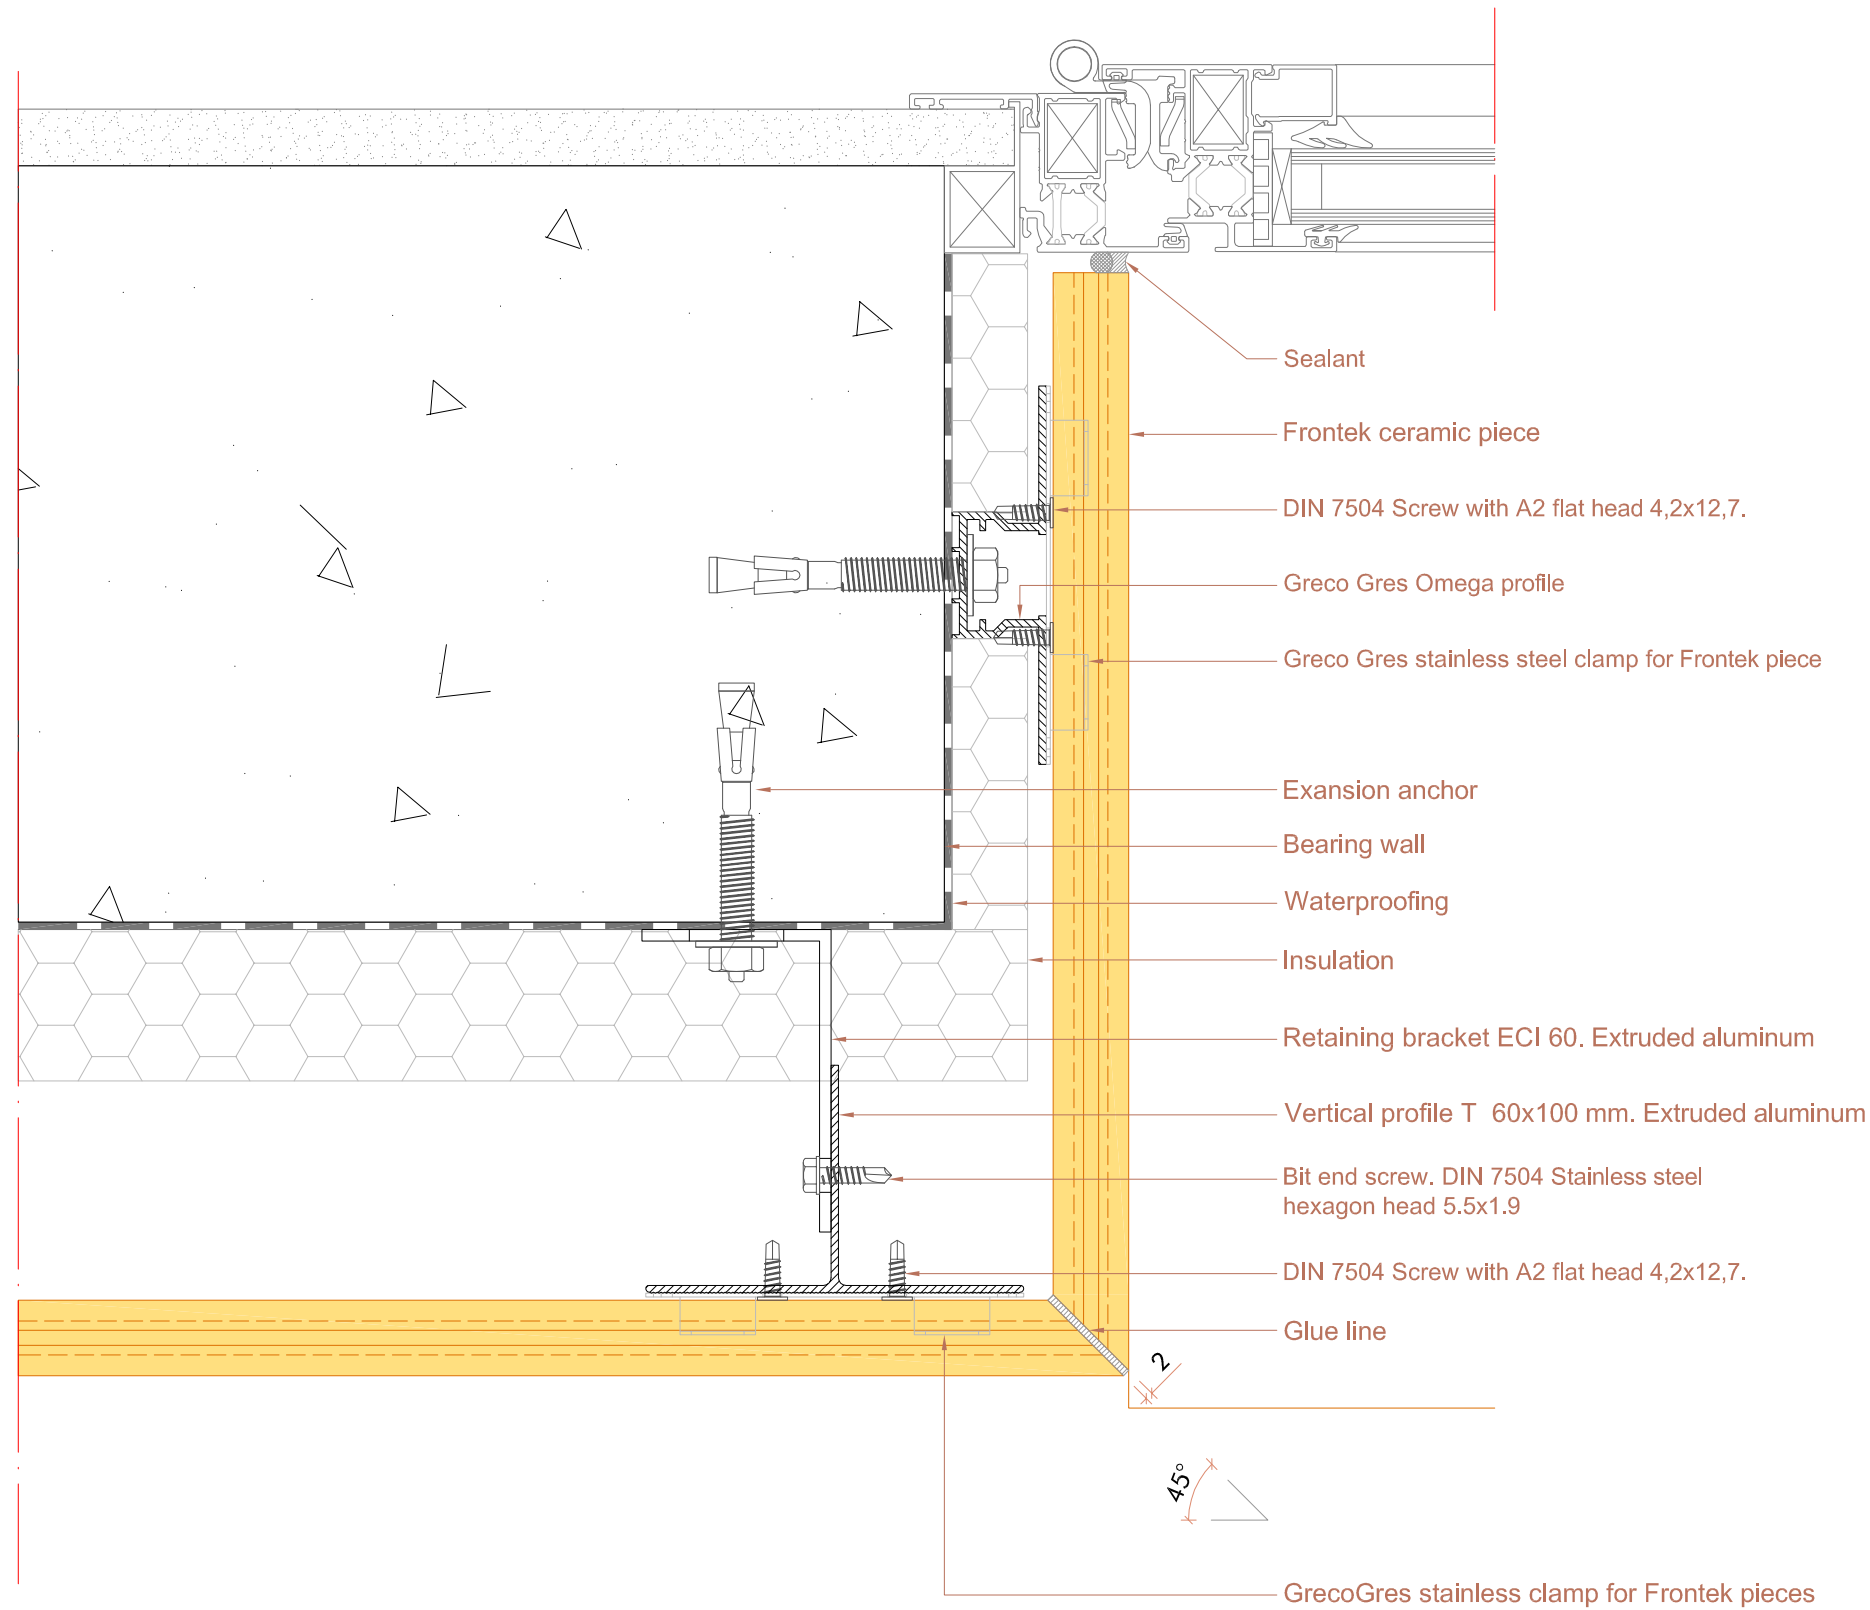 Sealant
Frontek ceramic piece
DIN 7504 Screw with A2 flat head 4,2x12,7.
Greco Gres Omega profile
Greco Gres stainless steel clamp for Frontek piece
Exansion anchor
Bearing wall
Waterproofing
Insulation
Retaining bracket ECI 60. Extruded aluminum
Vertical profile T 60x100 mm. Extruded aluminum
Bit end screw. DIN 7504 Stainless steel
hexagon head 5.5x1.9
DIN 7504 Screw with A2 flat head 4,2x12,7.
Glue line
2
45°
GrecoGres stainless clamp for Frontek pieces